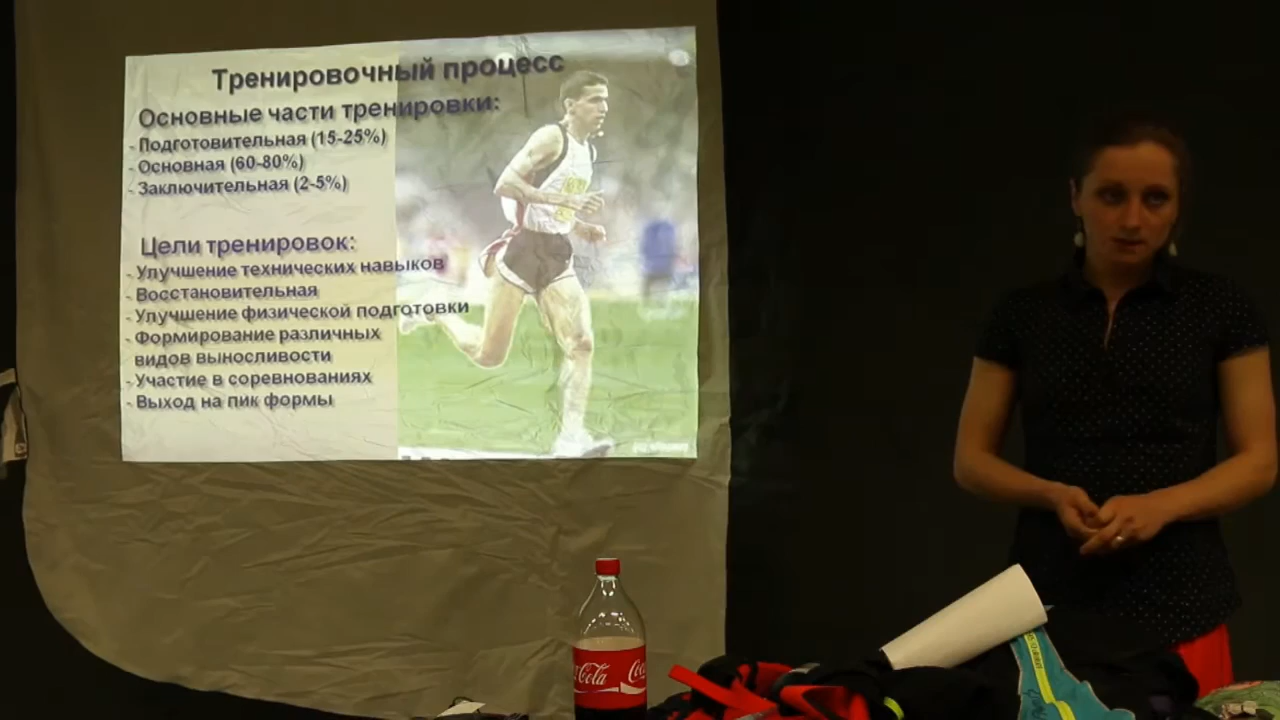 Тренировочный процесс
Основные части тренировки:
- Подготовительная (15-25%)
- Основная (60-80%)
- Заключительная (2-5%)
Цели тренировок:
- Улучшение технических навыков
- Восстановительная
- Улучшение физической подготовки
- Формирование различных
видов выносливости
- Участие в соревнованиях
- Выход на пик формы
Coca-Cola